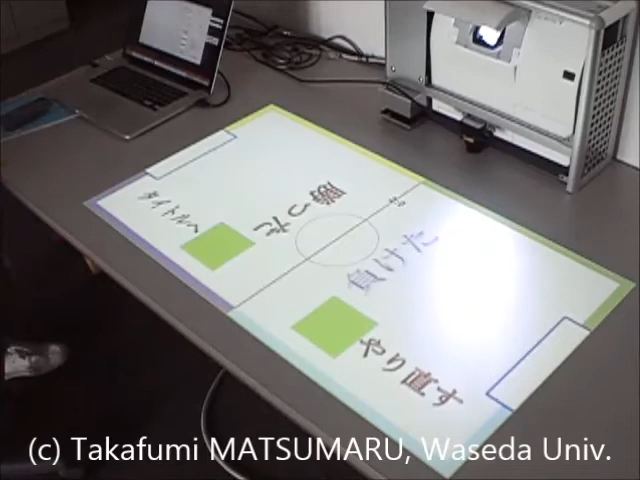 勝った
タイトルへ
負けた
やり直す
(c) Takafumi MATSUMARU, Waseda Univ.